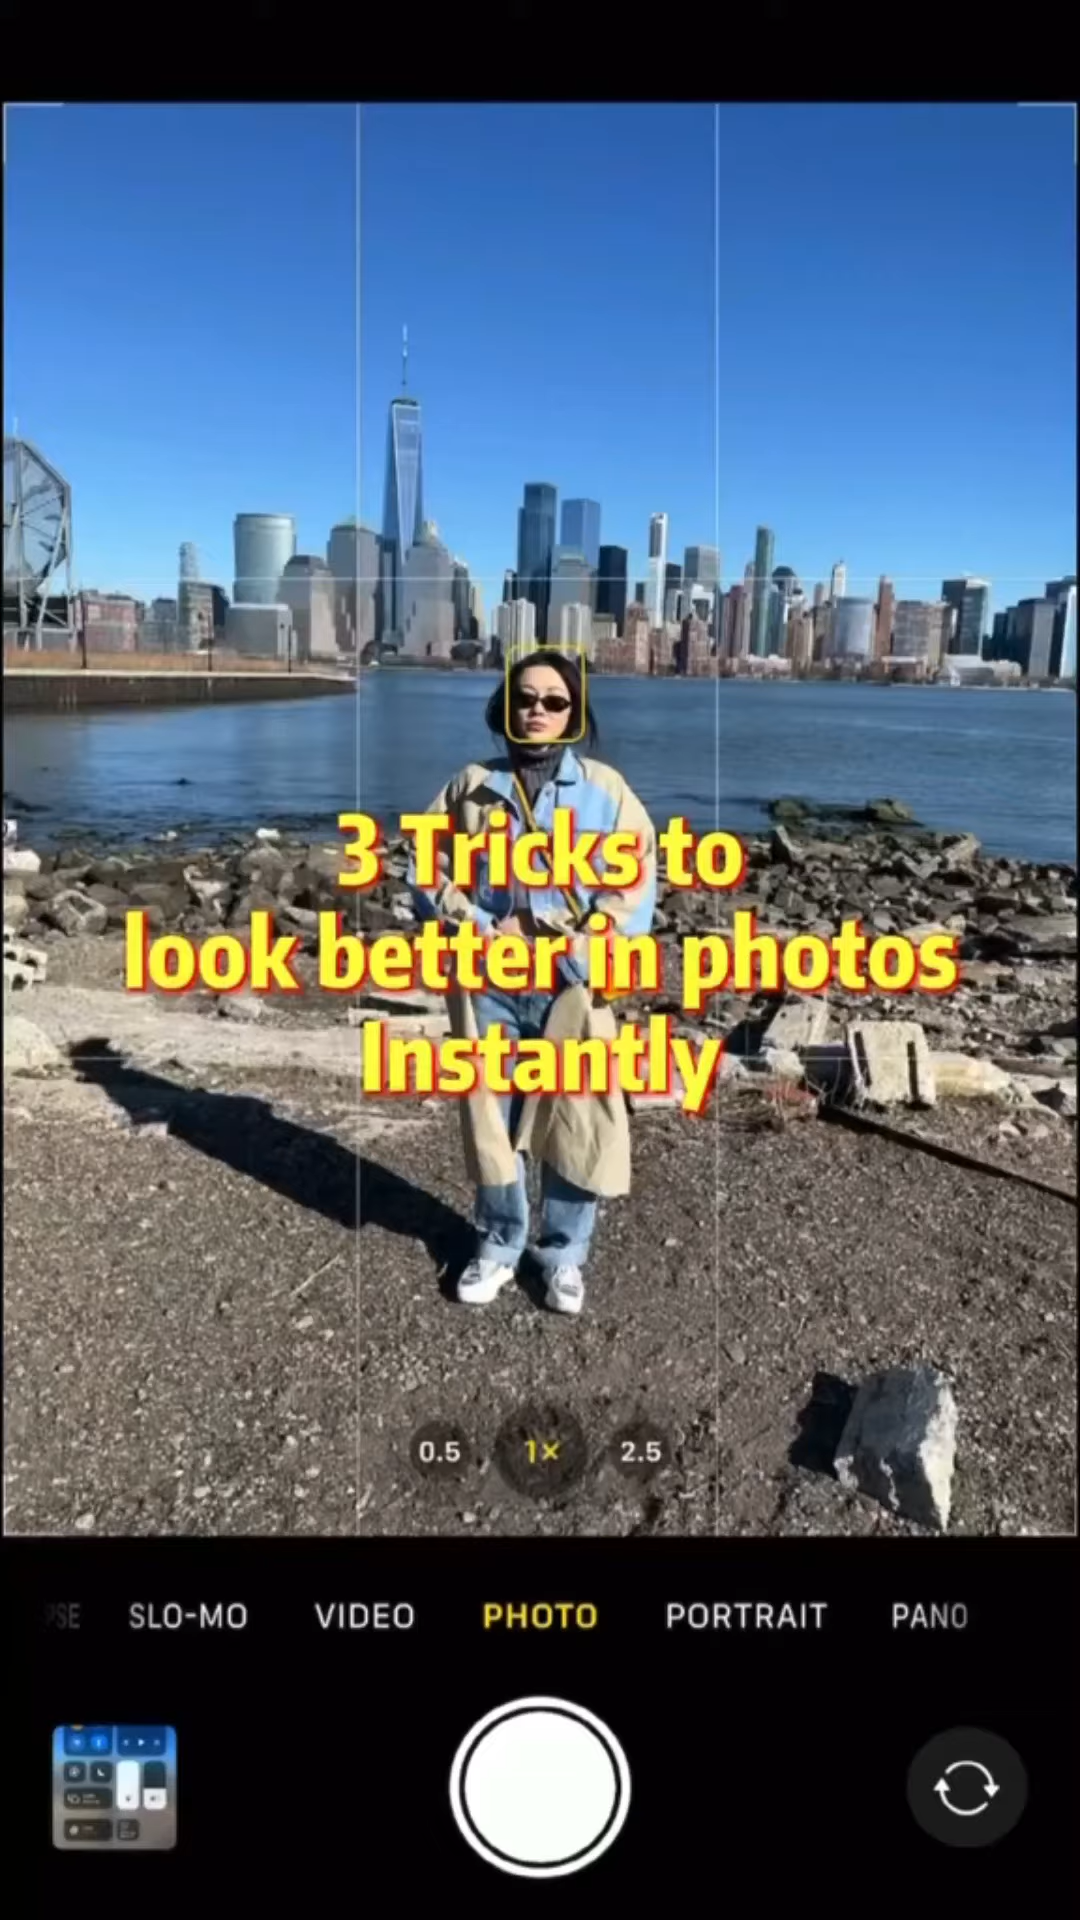 3 Tricks to
look better in photos
Instantly
0.5 1× 2.5
SLO-MO VIDEO PHOTO PORTRAIT PANO